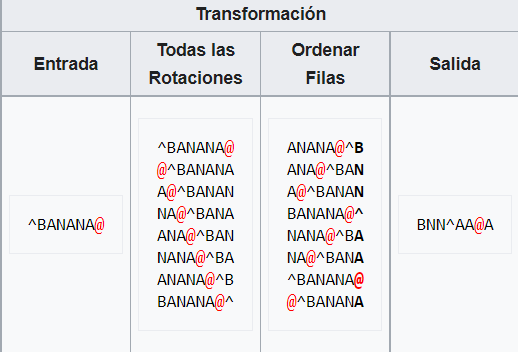 Transformación
Entrada
Todas las
Rotaciones
Ordenar
Filas
Salida
^BANANA@
^BANANA@
@^BANANA
A@^BANAN
NA@^BANA
ANA@^BAN
NANA@^BA
ANANA@^B
BANANA@^
ANANA@^B
ANA@^BAN
A@^BANAN
BANANA@^
NANA@^BA
NA@^BANA
^BANANA@
@^BANANA
BNN^AA@A